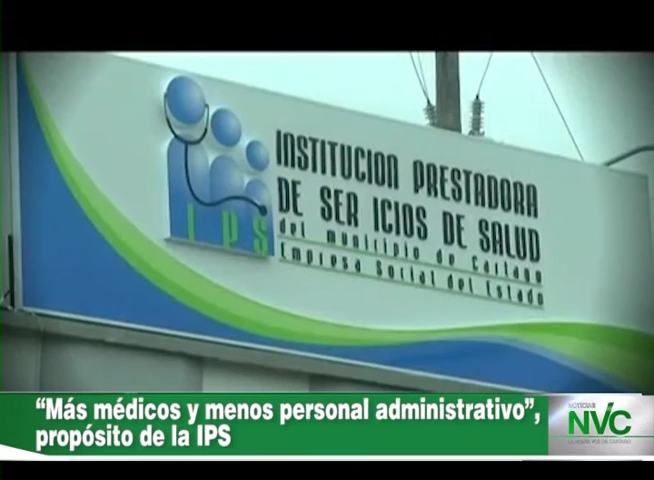 INSTITUCION PRESTADORA
DE SER ICIOS DE SALUD
del municipio de Cartago
Empresa Social del Estado
IPS
“Más médicos y menos personal administrativo”,
propósito de la IPS
NOTICIAS
NVC